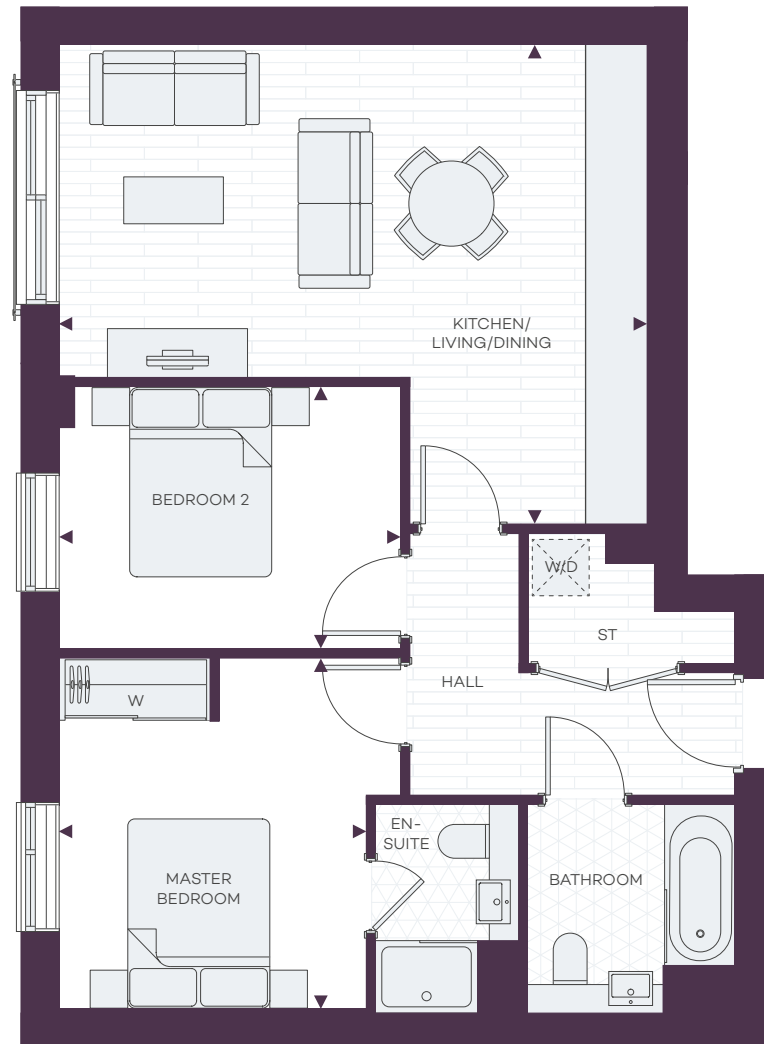 KITCHEN/
LIVING/DINING
BEDROOM 2
W/D
ST
HALL
W
EN-
SUITE
MASTER
BEDROOM
BATHROOM